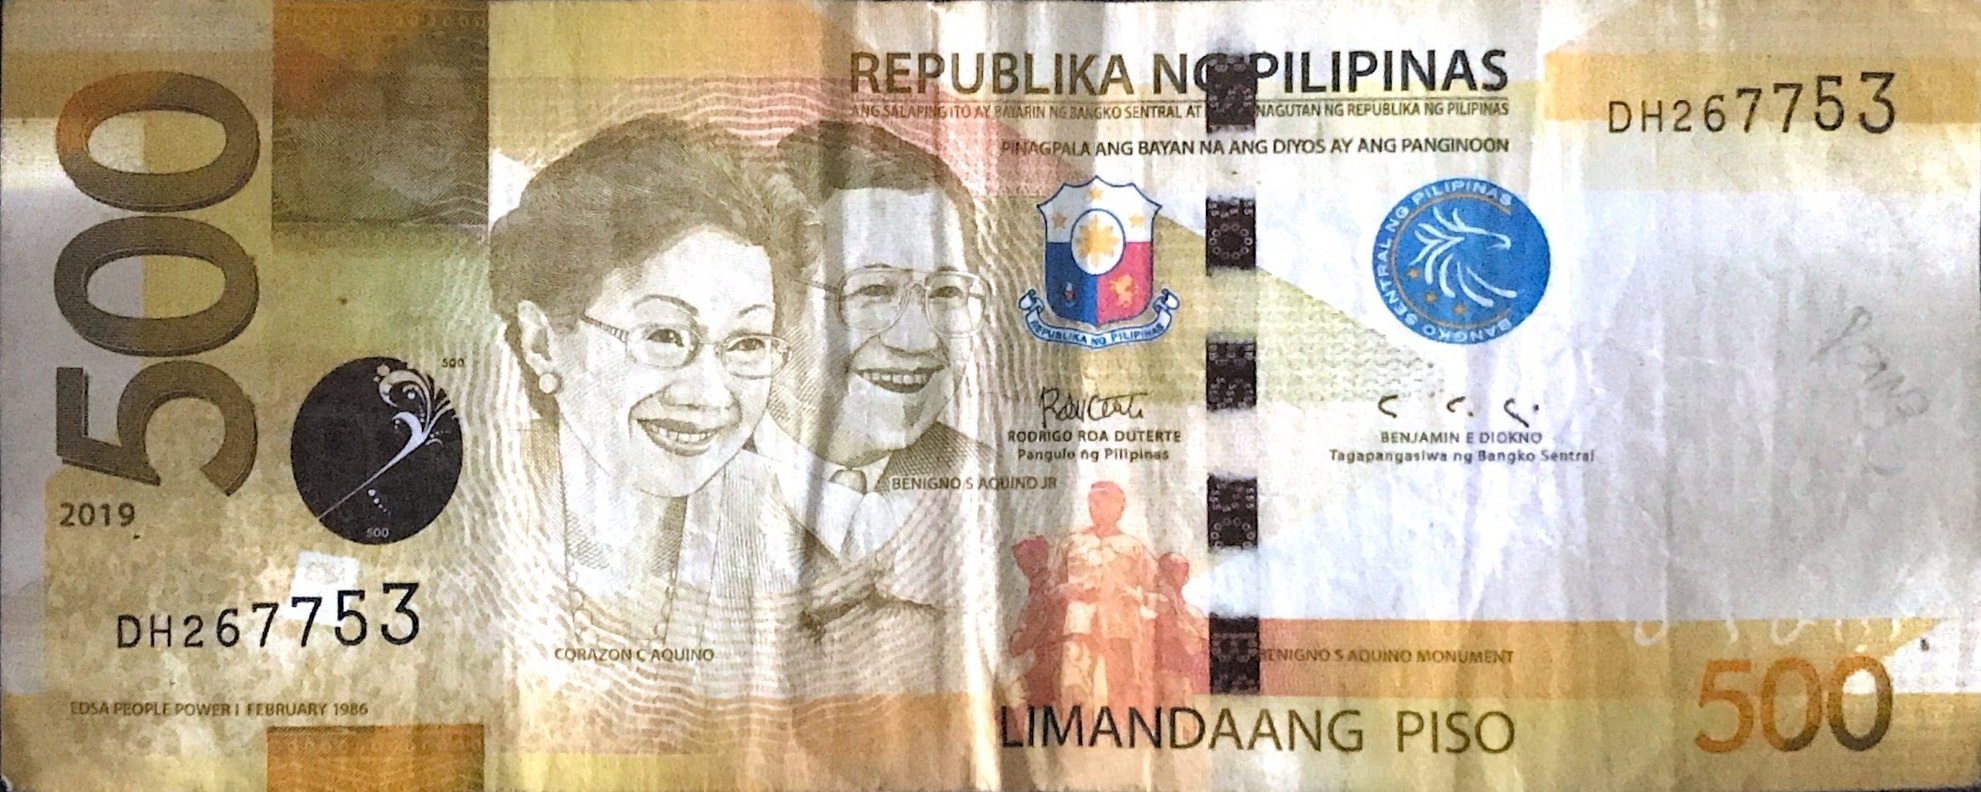 500
REPUBLIKA NG PILIPINAS
ANG SALAPING ITO AY BAYARIN NG BANGKO SENTRAL AT NAGUTAN NG REPUBLIKA NG PILIPINAS
PINAGPALA ANG BAYAN NA ANG DIYOS AY ANG PANGINOON
DH267753
REPUBLIKA NG PILIPINAS
BANGKO SENTRAL NG PILIPINAS
500
500
2019
RODRIGO ROA DUTERTE
Pangulo ng Pilipinas
BENJAMIN E DIOKNO
Tagapangasiwa ng Bangko Sentral
BENIGNO S AQUINO JR
DH267753
CORAZON C AQUINO
BENIGNO S AQUINO MONUMENT
EDSA PEOPLE POWER I FEBRUARY 1986
LIMANDAANG PISO
500